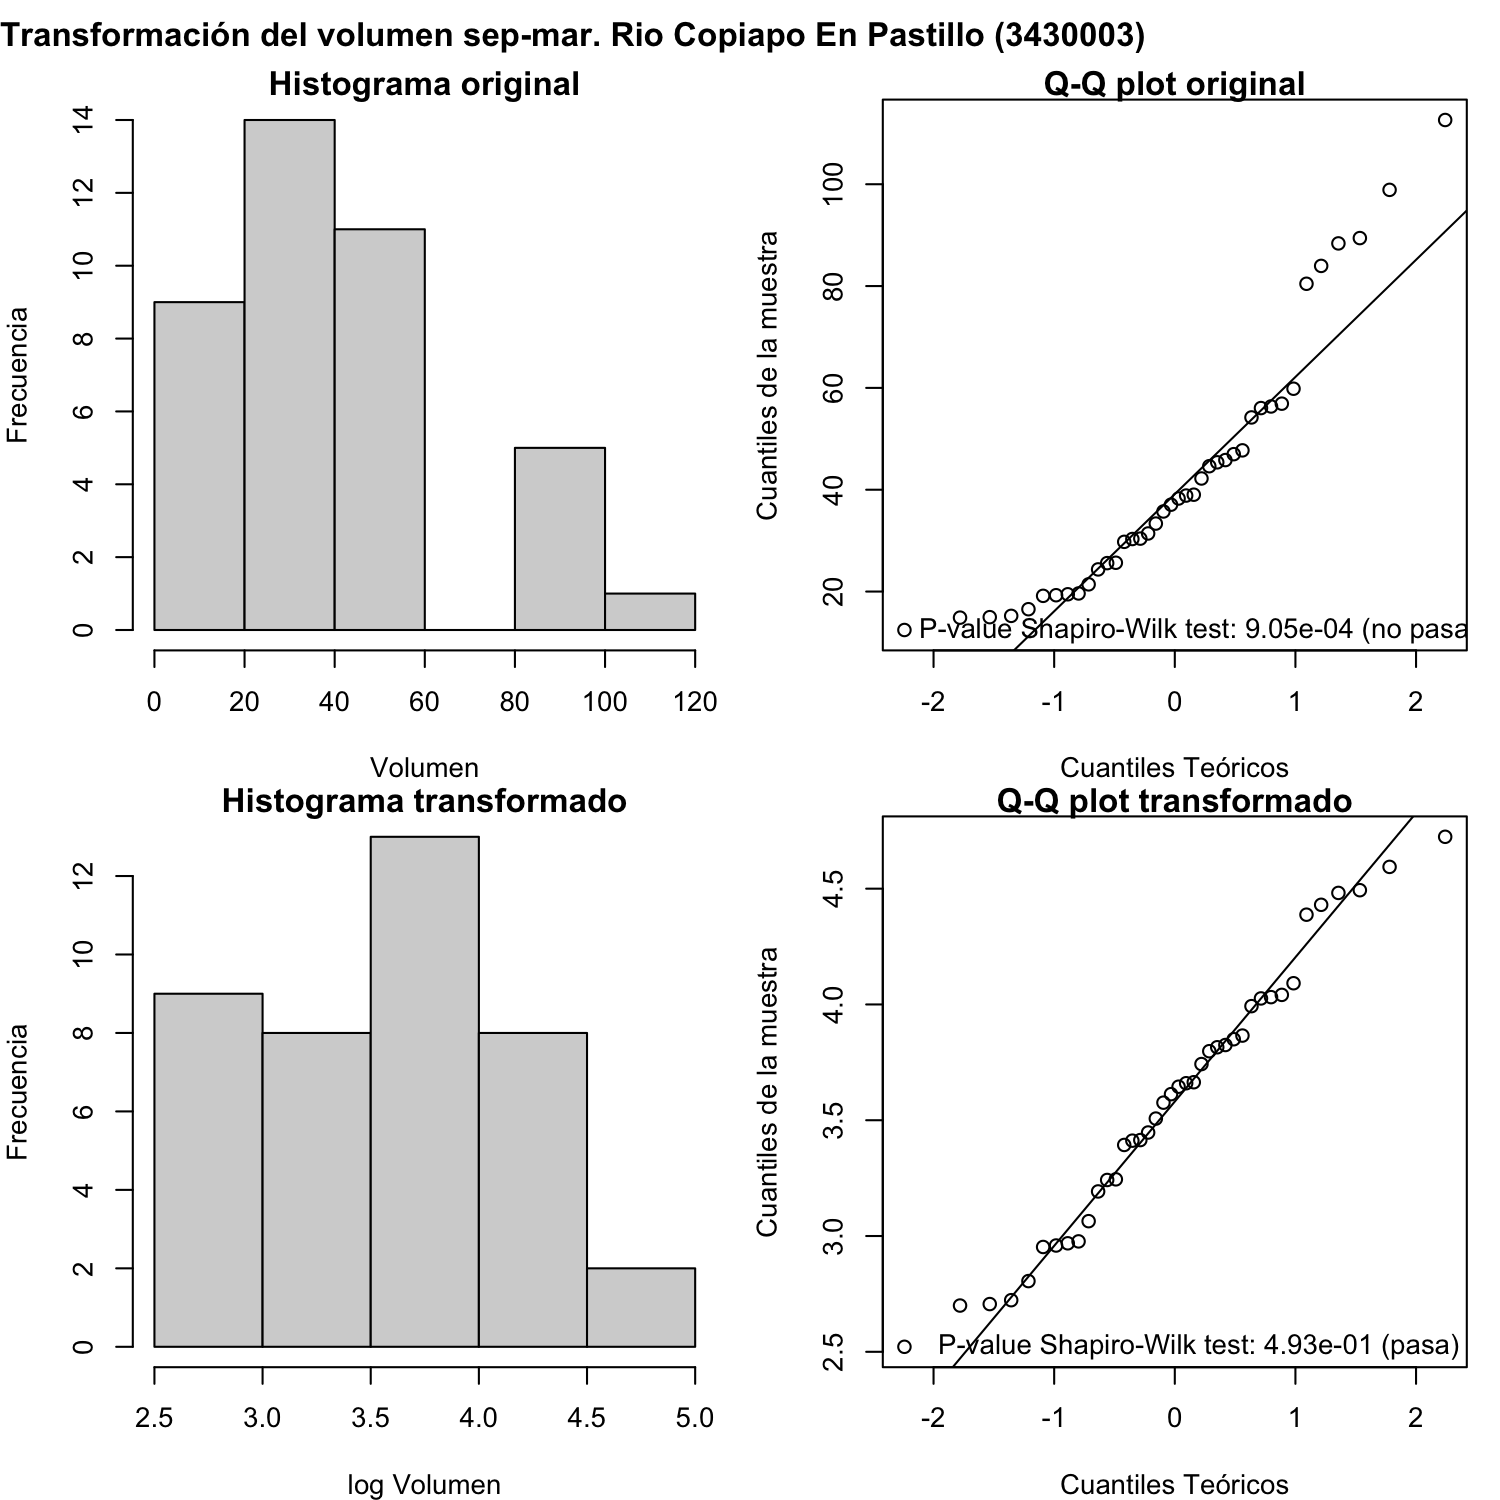 Transformación del volumen sep-mar. Rio Copiapo En Pastillo (3430003)
Histograma original
Frecuencia
0 2 4 6 8 10 12 14
0 20 40 60 80 100 120
Volumen
Q-Q plot original
Cuantiles de la muestra
20 40 60 80 100
P-value Shapiro-Wilk test: 9.05e-04 (no pasa
-2 -1 0 1 2
Cuantiles Teóricos
Histograma transformado
Frecuencia
0 2 4 6 8 10 12
2.5 3.0 3.5 4.0 4.5 5.0
log Volumen
Q-Q plot transformado
Cuantiles de la muestra
2.5 3.0 3.5 4.0 4.5
P-value Shapiro-Wilk test: 4.93e-01 (pasa)
-2 -1 0 1 2
Cuantiles Teóricos